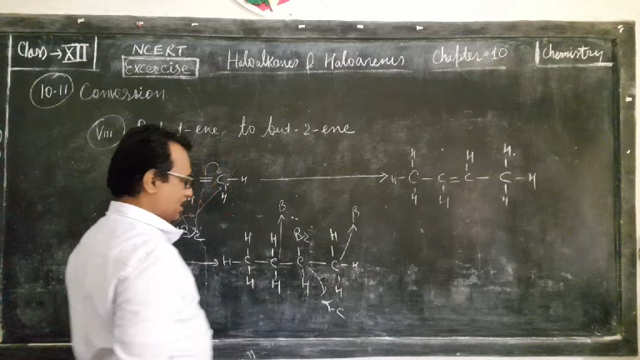 Class → XII NCERT Excercise Haloalkanes & Haloarenes Chapter-10 Chemistry
10.11 Conversion
VIII -1-ene, to but-2-ene
H H
= C - H → H - C - C = C - C - H
H H H H
B B
H H Br H
→ H - C - C - C - C - H
H H H H